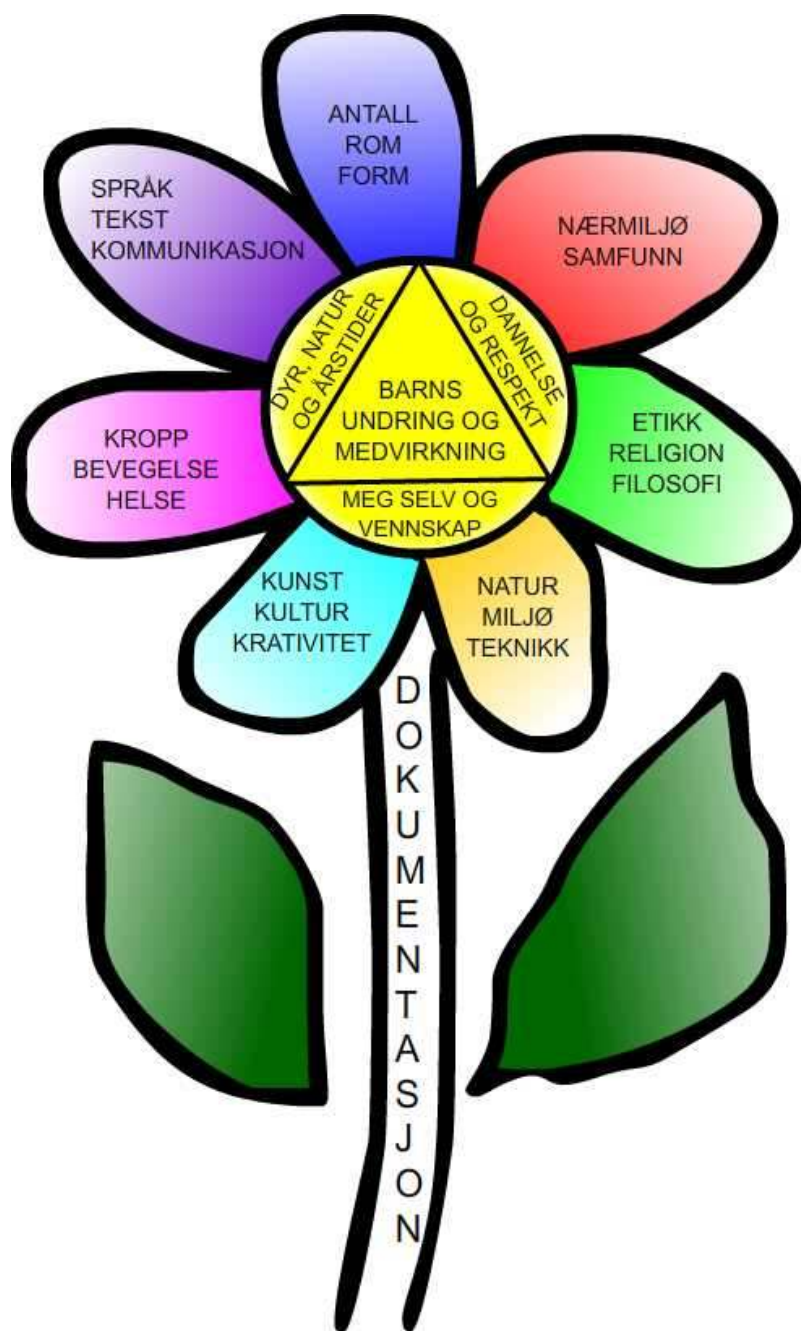 ANTALL
ROM
FORM
SPRÅK
TEKST
KOMMUNIKASJON
NÆRMILJØ
SAMFUNN
DYR, NATUR
OG ÅRSTIDER
DANNELSE
OG RESPEKT
BARNS
UNDRING OG
MEDVIRKNING
MEG SELV OG
VENNSKAP
KROPP
BEVEGELSE
HELSE
ETIKK
RELIGION
FILOSOFI
KUNST
KULTUR
KRATIVITET
NATUR
MILJØ
TEKNIKK
DOKUMENTASJON